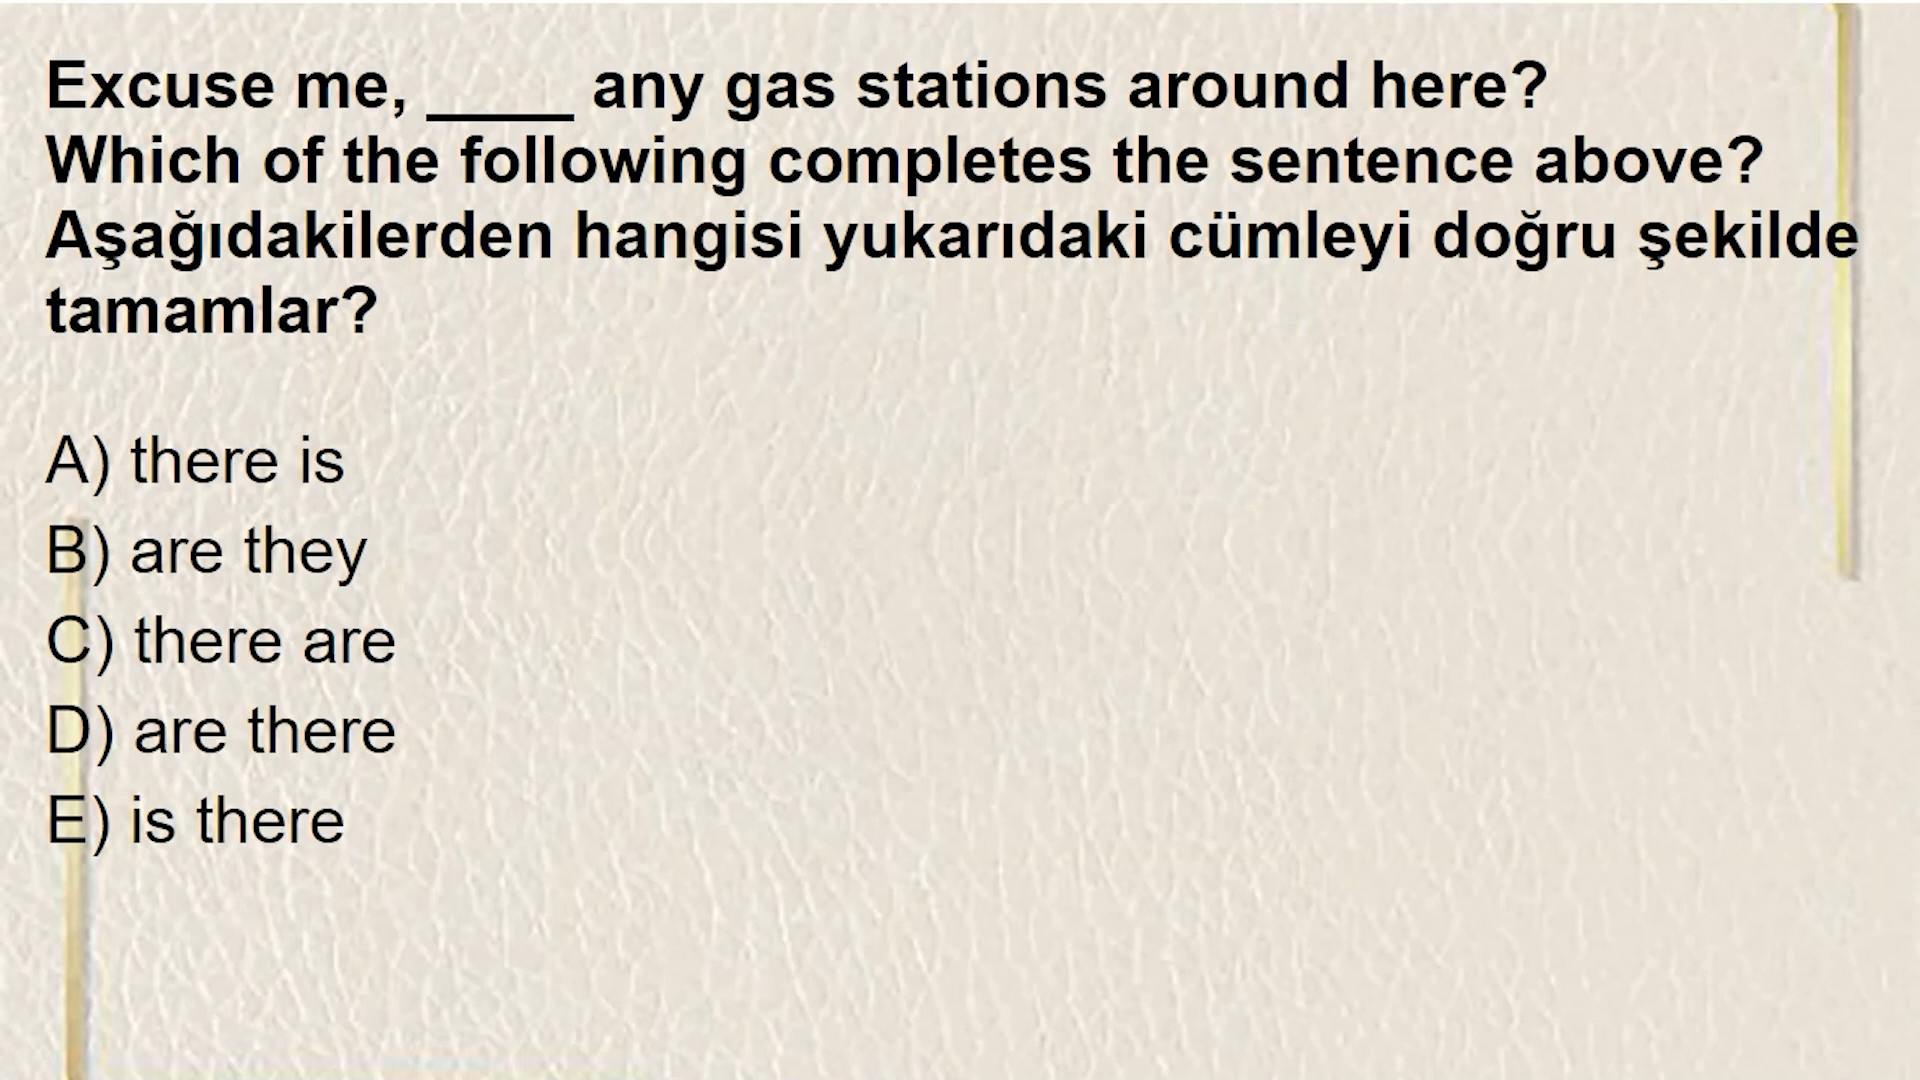 Excuse me, ____ any gas stations around here?
Which of the following completes the sentence above?
Aşağıdakilerden hangisi yukarıdaki cümleyi doğru şekilde
tamamlar?
A) there is
B) are they
C) there are
D) are there
E) is there